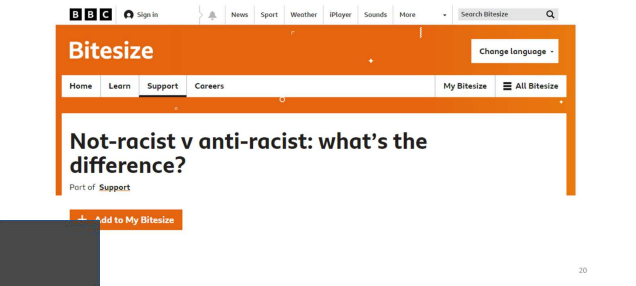 BBC Sign in News Sport Weather iPlayer Sounds More Search Bitesize
Bitesize
Change language
Home Learn Support Careers My Bitesize All Bitesize
Not-racist v anti-racist: what's the
difference?
Part of Support
+ Add to My Bitesize
20